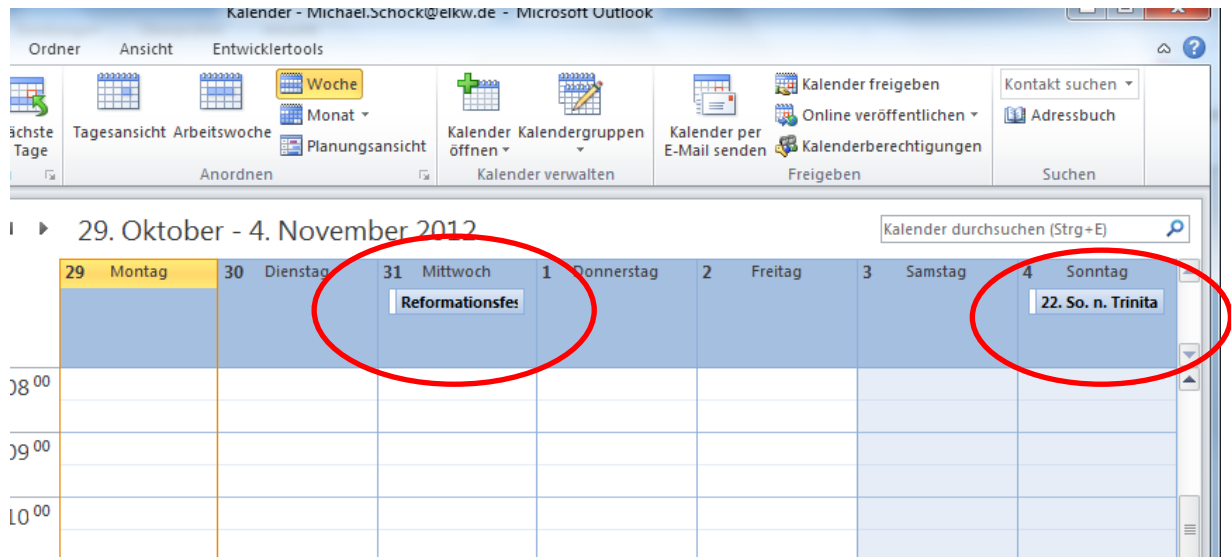 Kalender - Michael.Schock@elkw.de - Microsoft Outlook
Ordner Ansicht Entwicklertools
ächste
Tage
Tagesansicht Arbeitswoche
Woche
Monat
Planungsansicht
Anordnen
Kalender
öffnen
Kalendergruppen
Kalender verwalten
Kalender per
E-Mail senden
Kalender freigeben
Online veröffentlichen
Kalenderberechtigungen
Freigeben
Kontakt suchen
Adressbuch
Suchen
29. Oktober - 4. November 2012
Kalender durchsuchen (Strg+E)
29 Montag 30 Dienstag 31 Mittwoch 1 Donnerstag 2 Freitag 3 Samstag 4 Sonntag
Reformationsfes 22. So. n. Trinita
08 00
09 00
10 00